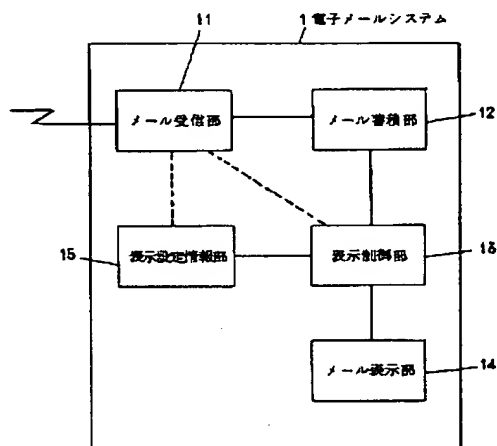 11
1 電子メールシステム
メール受信部
メール蓄積部
12
15
表示設定情報部
表示制御部
13
メール表示部
14